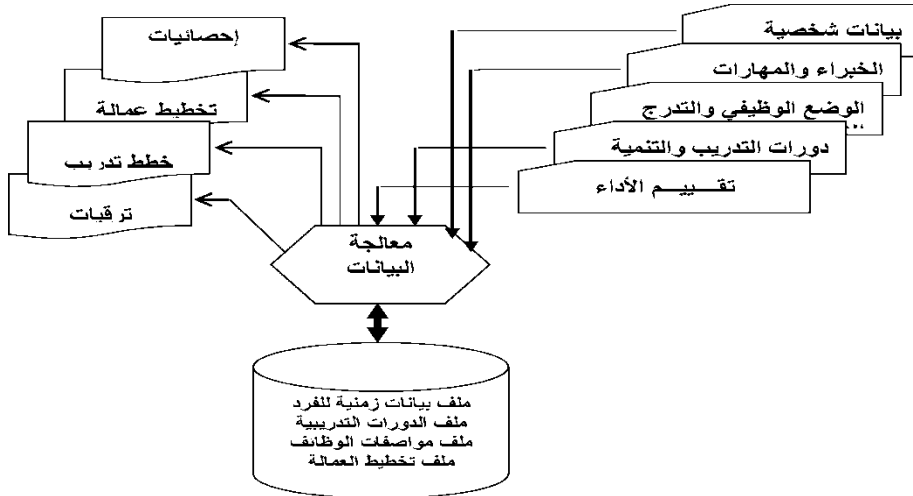 بيانات شخصية
الخبراء والمهارات
الوضع الوظيفي والتدرج
دورات التدريب والتنمية
تقـــييـــم الأداء
إحصائيات
تخطيط عمالة
خطط تدريب
ترقيات
معالجة
البيانات
ملف بيانات زمنية للفرد
ملف الدورات التدريبية
ملف مواصفات الوظائف
ملف تخطيط العمالة